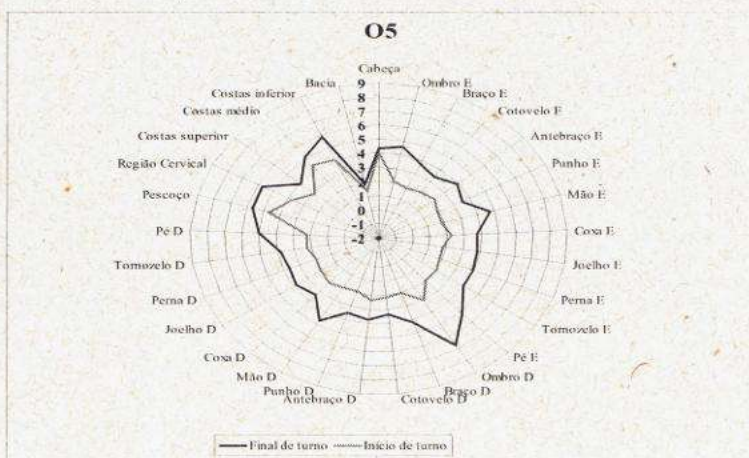 O5
Cabeça
Ombro E
Braço E
Cotovelo E
Antebraço E
Punho E
Mão E
Coxa E
Joelho E
Perna E
Tornozelo E
Pé E
Ombro D
Braço D
Cotovelo D
Antebraço D
Punho D
Mão D
Coxa D
Joelho D
Perna D
Tornozelo D
Pé D
Pescoço
Região Cervical
Costas superior
Costas médio
Costas inferior
Bacia
9
8
7
6
5
4
3
2
1
0
-1
-2
Final de turno Início de turno